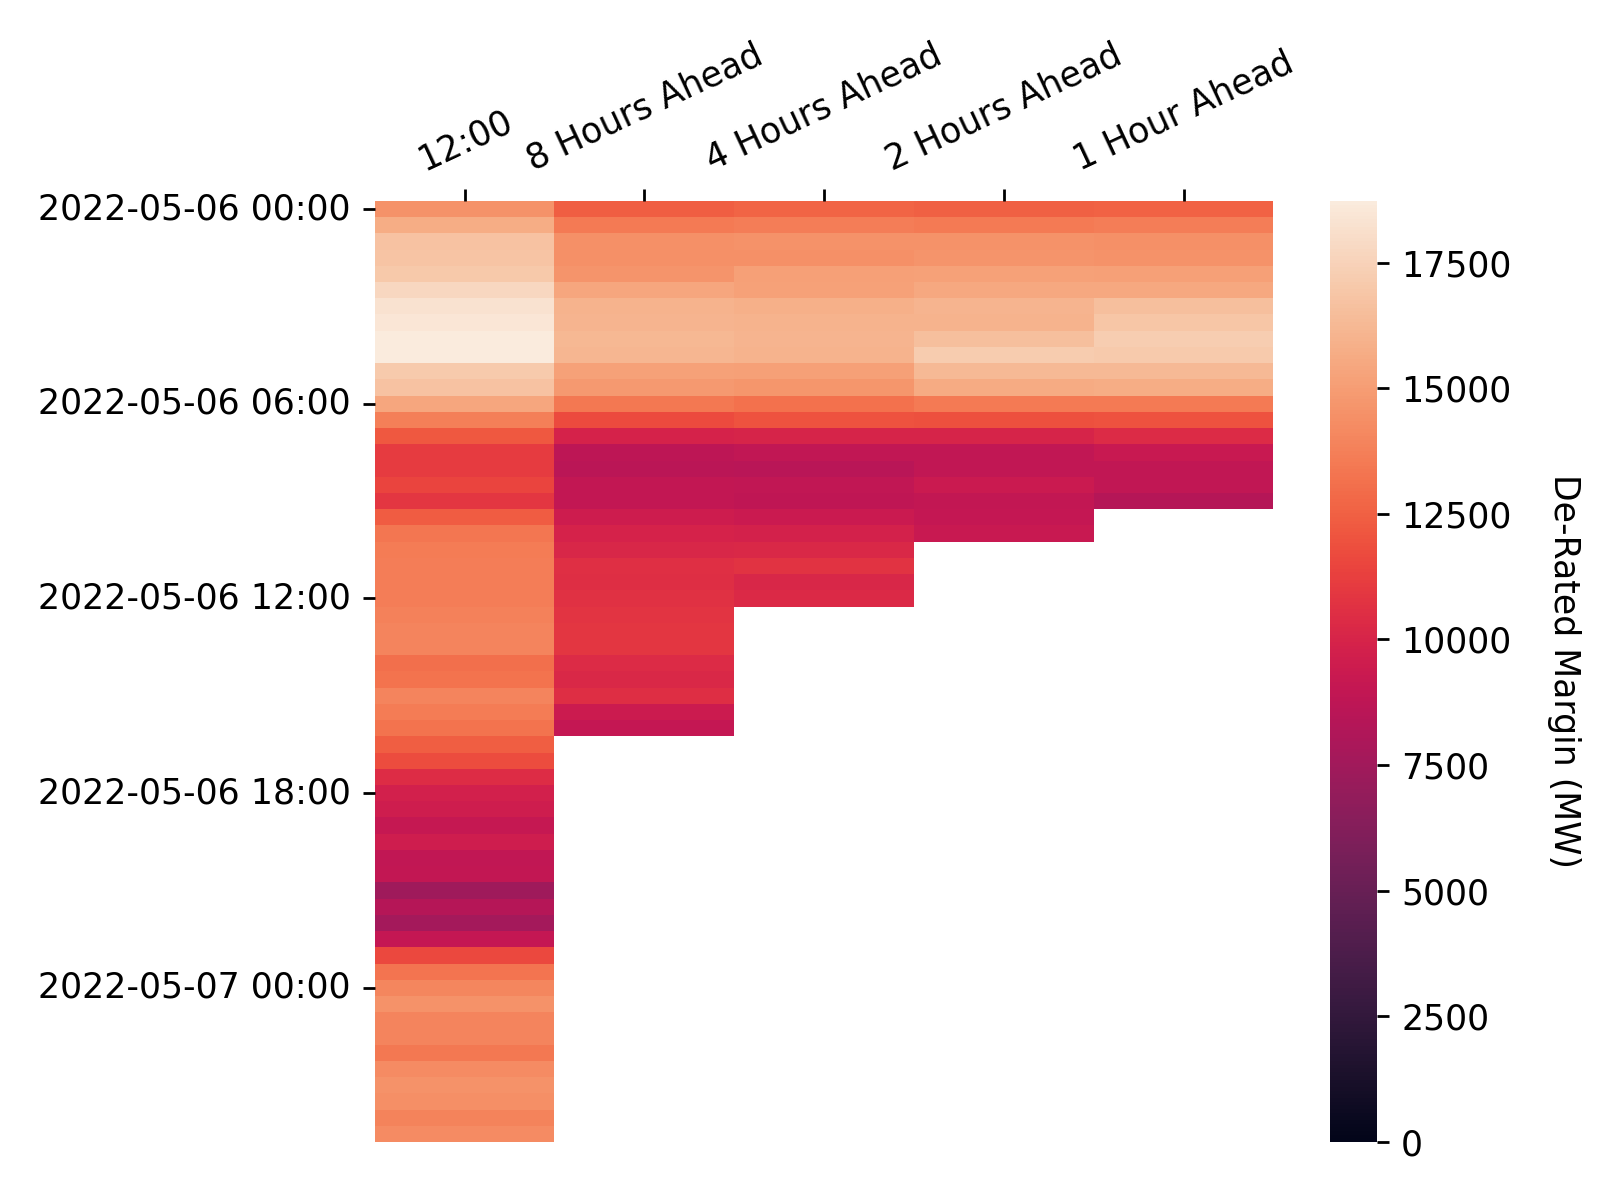 12:00
8 Hours Ahead
4 Hours Ahead
2 Hours Ahead
1 Hour Ahead
2022-05-06 00:00
2022-05-06 06:00
2022-05-06 12:00
2022-05-06 18:00
2022-05-07 00:00
17500
15000
12500
10000
7500
5000
2500
0
De-Rated Margin (MW)